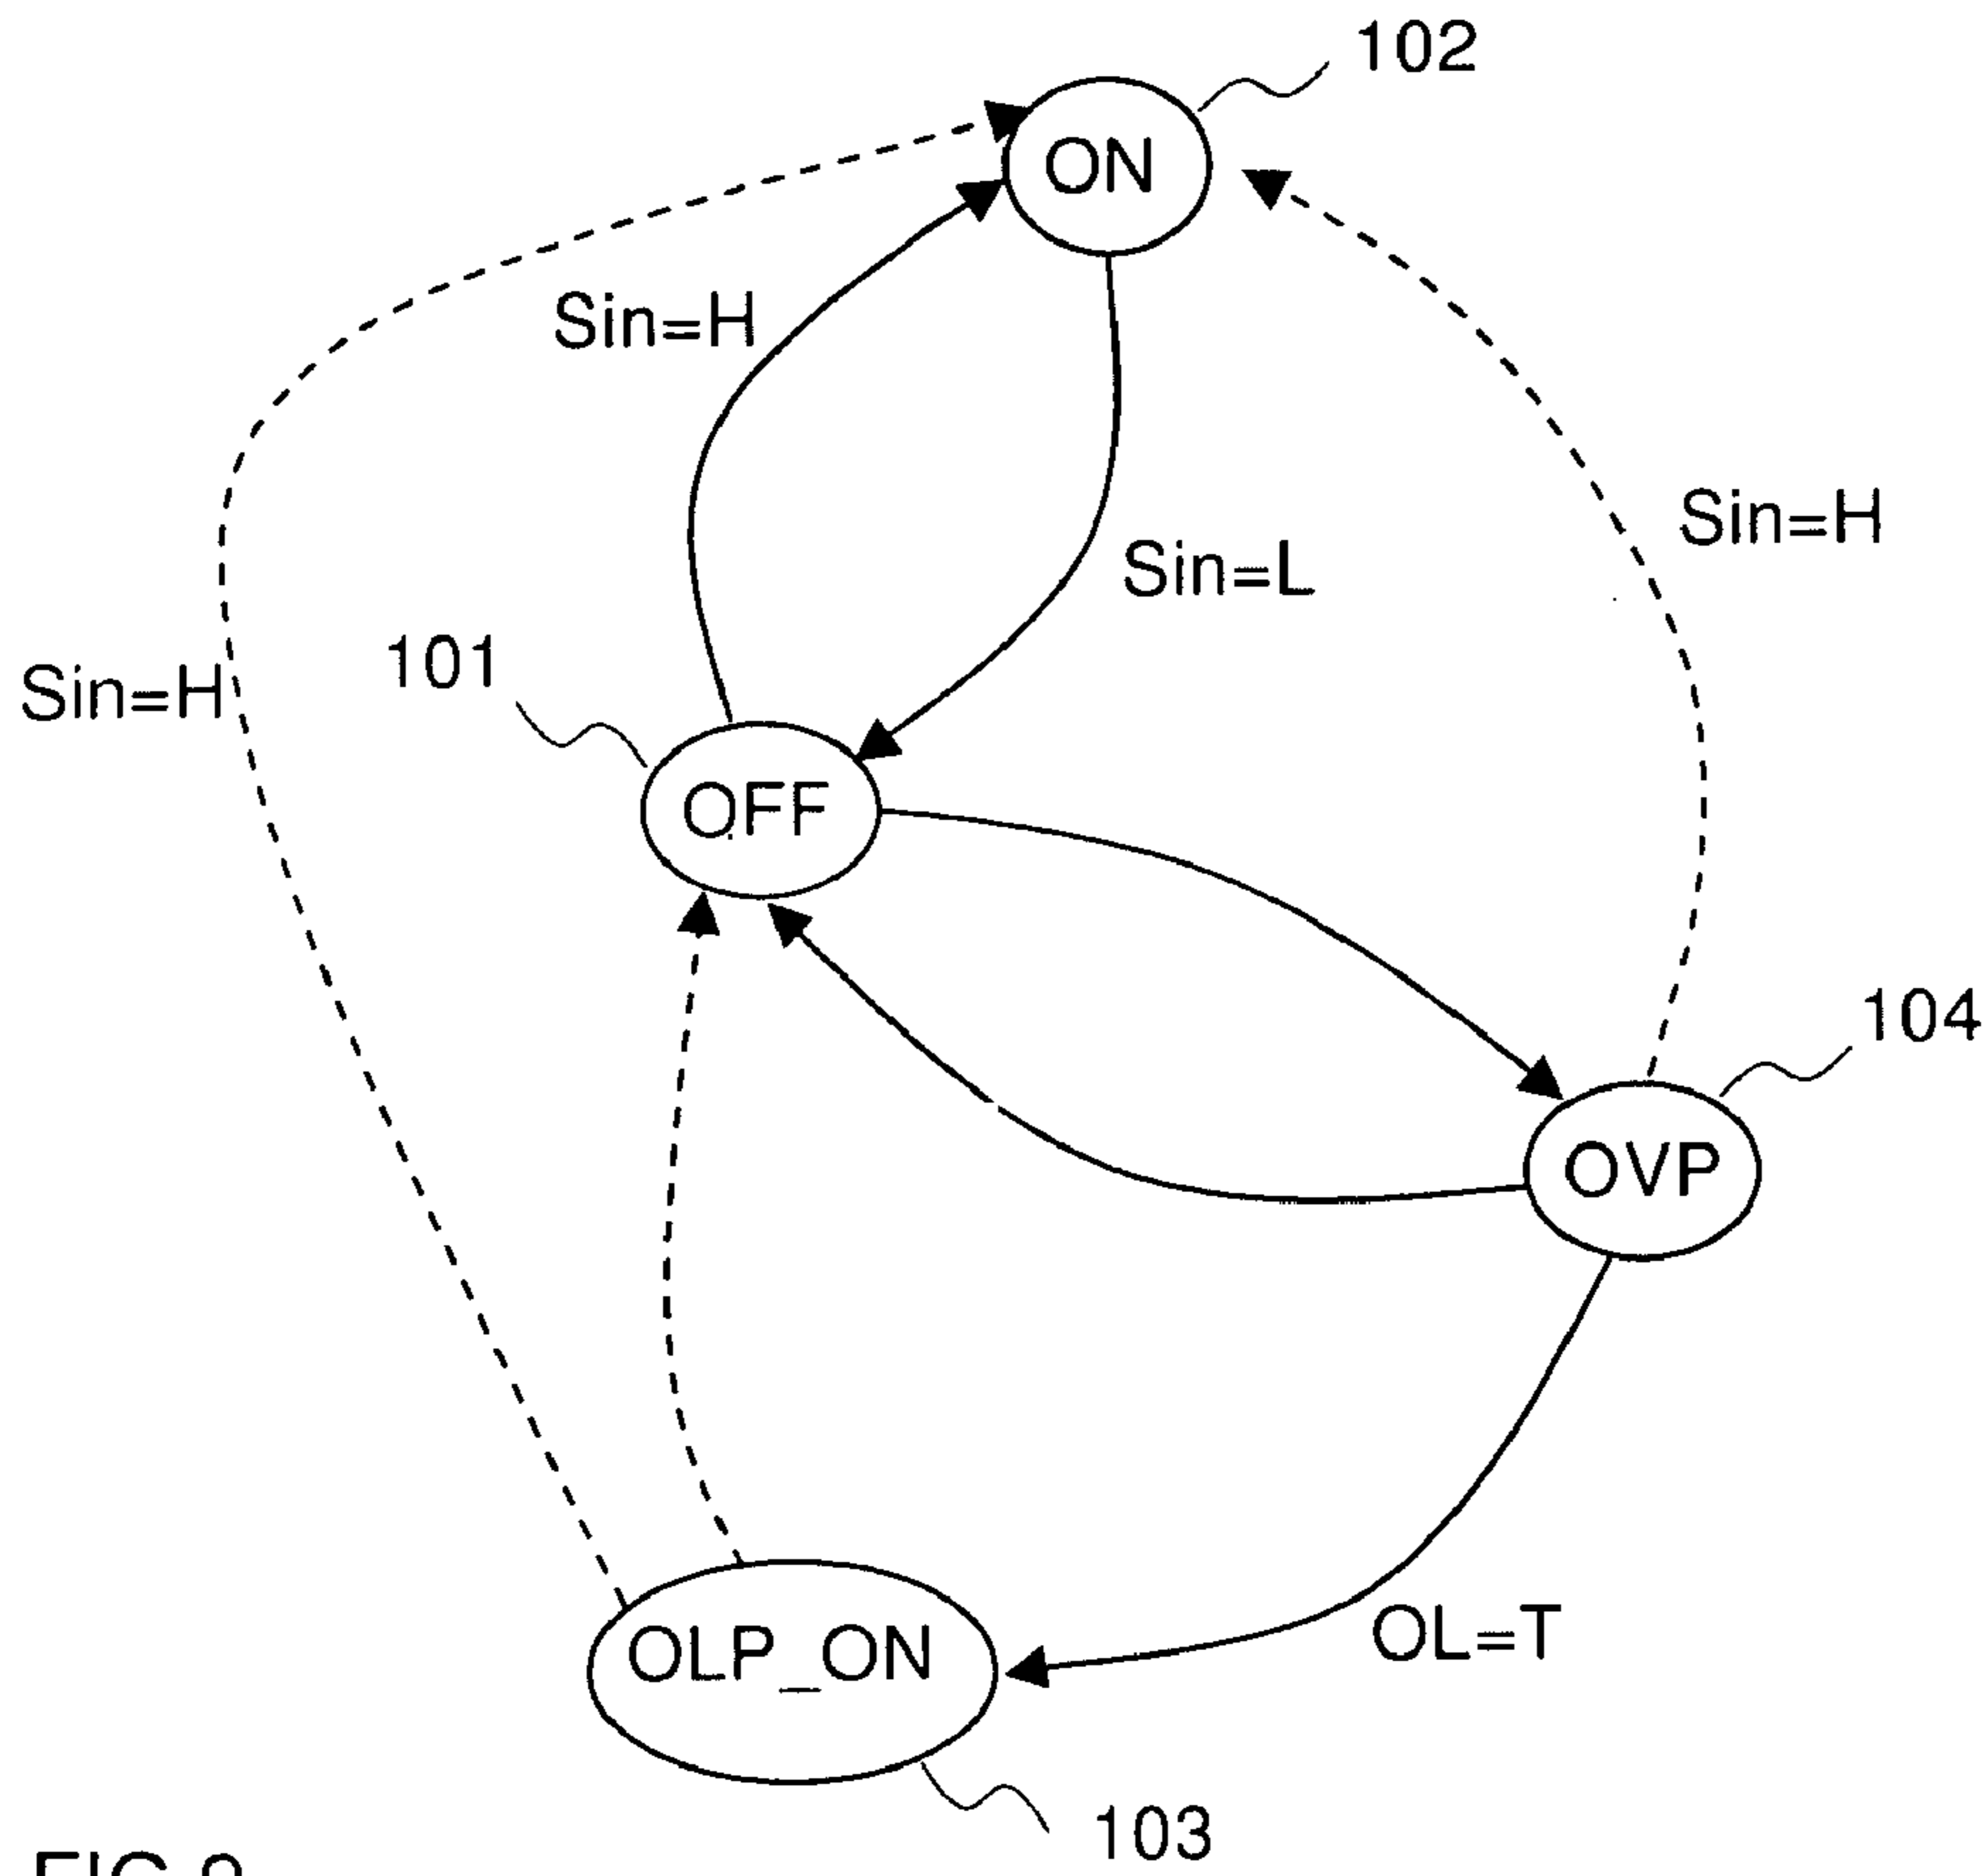 102
ON
Sin=H
Sin=L
Sin=H
101
Sin=H
OFF
104
OVP
OL=T
OLP_ON
103